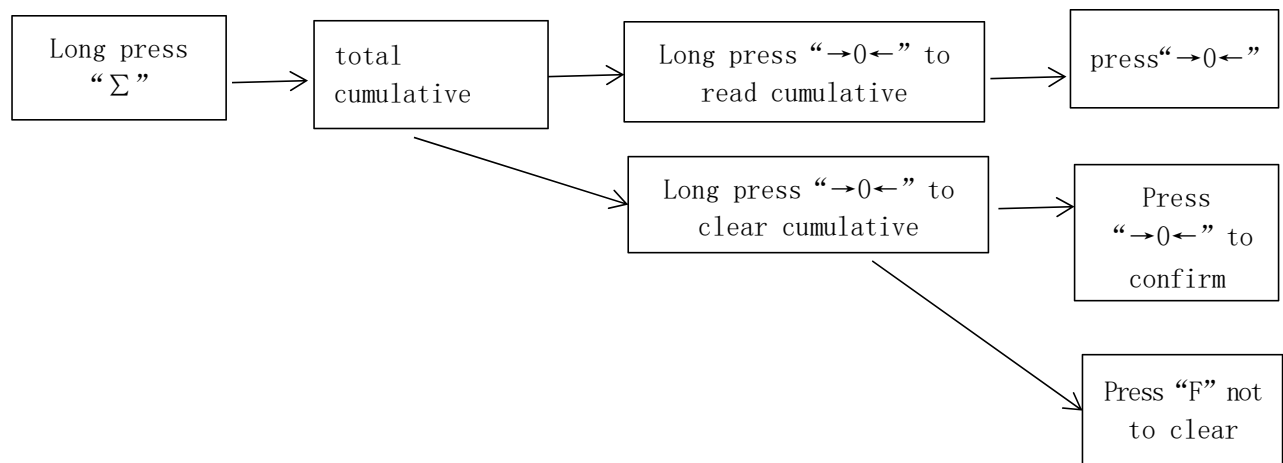 Long press
“∑”
total
cumulative
Long press “→0←” to
read cumulative
press“→0←”
Long press “→0←” to
clear cumulative
Press
“→0←” to
confirm
Press “F” not
to clear